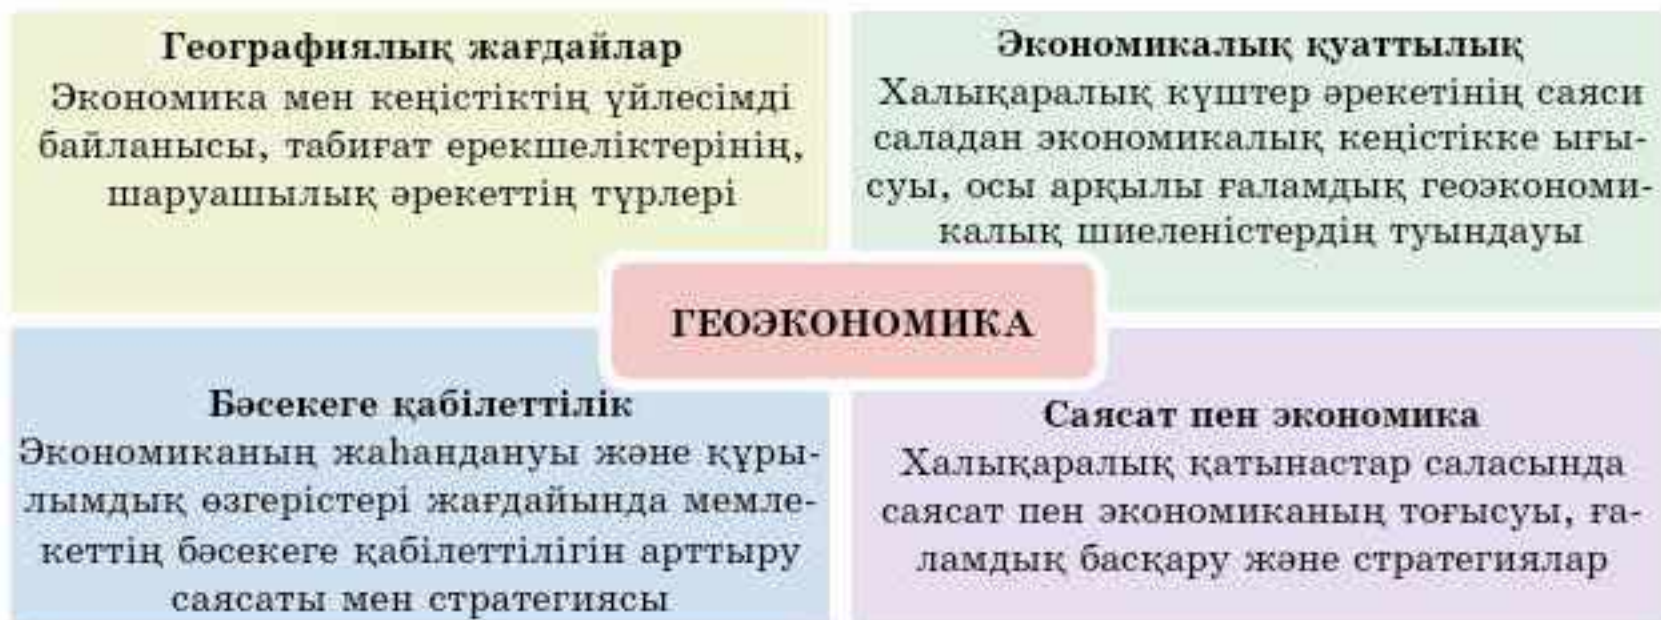 Географиялық жағдайлар
Экономика мен кеңістіктің үйлесімді
байланысы, табиғат ерекшеліктерінің,
шаруашылық әрекеттің түрлері
Экономикалық қуаттылық
Халықаралық күштер әрекетінің саяси
саладан экономикалық кеңістікке ығы-
суы, осы арқылы ғаламдық геоэкономи-
калық шиеленістердің туындауы
ГЕОЭКОНОМИКА
Бәсекеге қабілеттілік
Экономиканың жаһандануы және құры-
лымдық өзгерістері жағдайында мемле-
кеттің бәсекеге қабілеттілігін арттыру
саясаты мен стратегиясы
Саясат пен экономика
Халықаралық қатынастар саласында
саясат пен экономиканың тоғысуы, ға-
ламдық басқару және стратегиялар